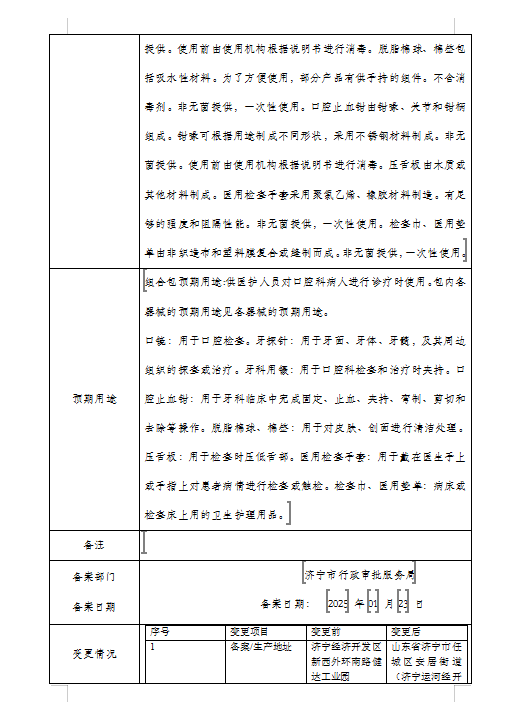 提供。使用前由使用机构根据说明书进行消毒。脱脂棉球、棉签包
括吸水性材料。为了方便使用，部分产品有供手持的组件。不含消
毒剂。非无菌提供，一次性使用。口腔止血钳由钳喙、关节和钳柄
组成。钳喙可根据用途制成不同形状，采用不锈钢材料制成。非无
菌提供。使用前由使用机构根据说明书进行消毒。压舌板由木质或
其他材料制成。医用检查手套采用聚氯乙烯、橡胶材料制造。有足
够的强度和阻隔性能。非无菌提供，一次性使用。检查巾、医用垫
单由非织造布和塑料膜复合或缝制而成。非无菌提供，一次性使用。
预期用途
组合包预期用途:供医护人员对口腔科病人进行诊疗时使用。包内各
器械的预期用途见各器械的预期用途。
口镜：用于口腔检查。牙探针：用于牙面、牙体、牙髓，及其周边
组织的探查或治疗。牙科用镊：用于口腔科检查和治疗时夹持。口
腔止血钳：用于牙科临床中完成固定、止血、夹持、弯制、剪切和
去除等操作。脱脂棉球、棉签：用于对皮肤、创面进行清洁处理。
压舌板：用于检查时压低舌部。医用检查手套：用于戴在医生手上
或手指上对患者病情进行检查或触检。检查巾、医用垫单：病床或
检查床上用的卫生护理用品。
备注
备案部门
备案日期
济宁市行政审批服务局
备案日期： 2025 年 01 月 23 日
变更情况
序号 变更项目 变更前 变更后
1 备案/生产地址 济宁经济开发区 山东省济宁市任
新西外环南路健 城区安居街道
达工业园 （济宁运河经开